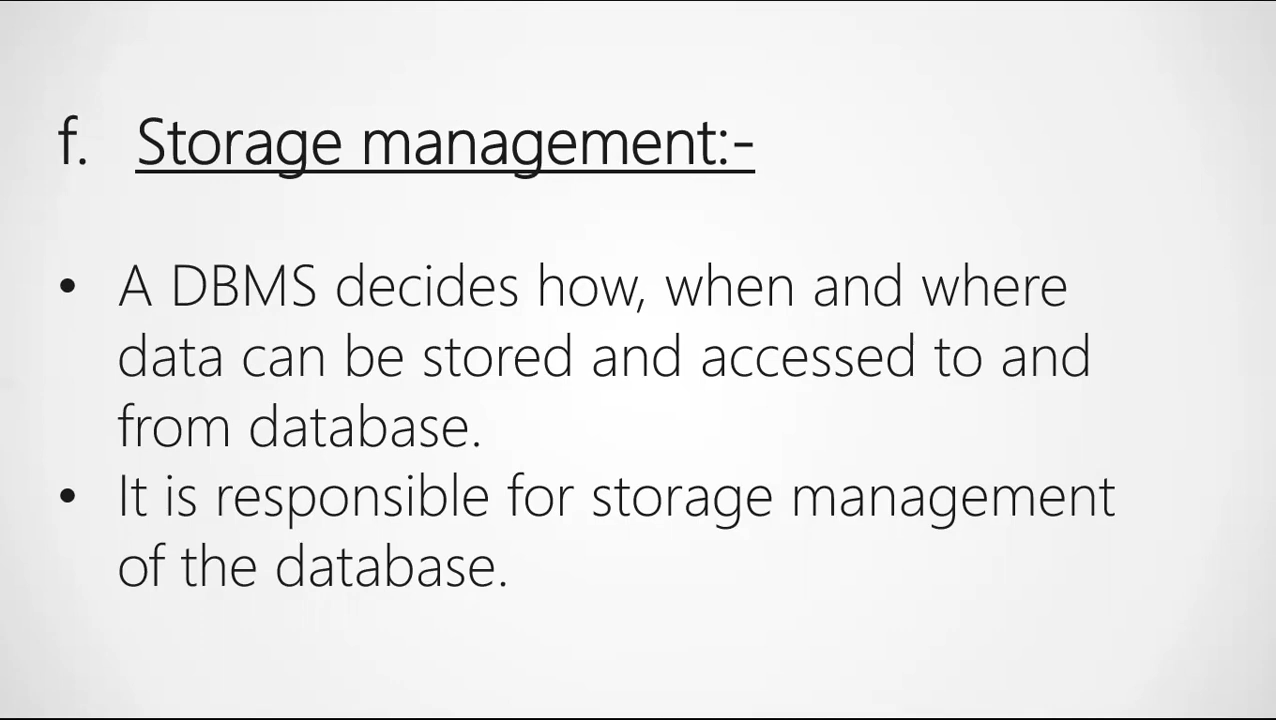 f. Storage management:-
• A DBMS decides how, when and where
data can be stored and accessed to and
from database.
• It is responsible for storage management
of the database.